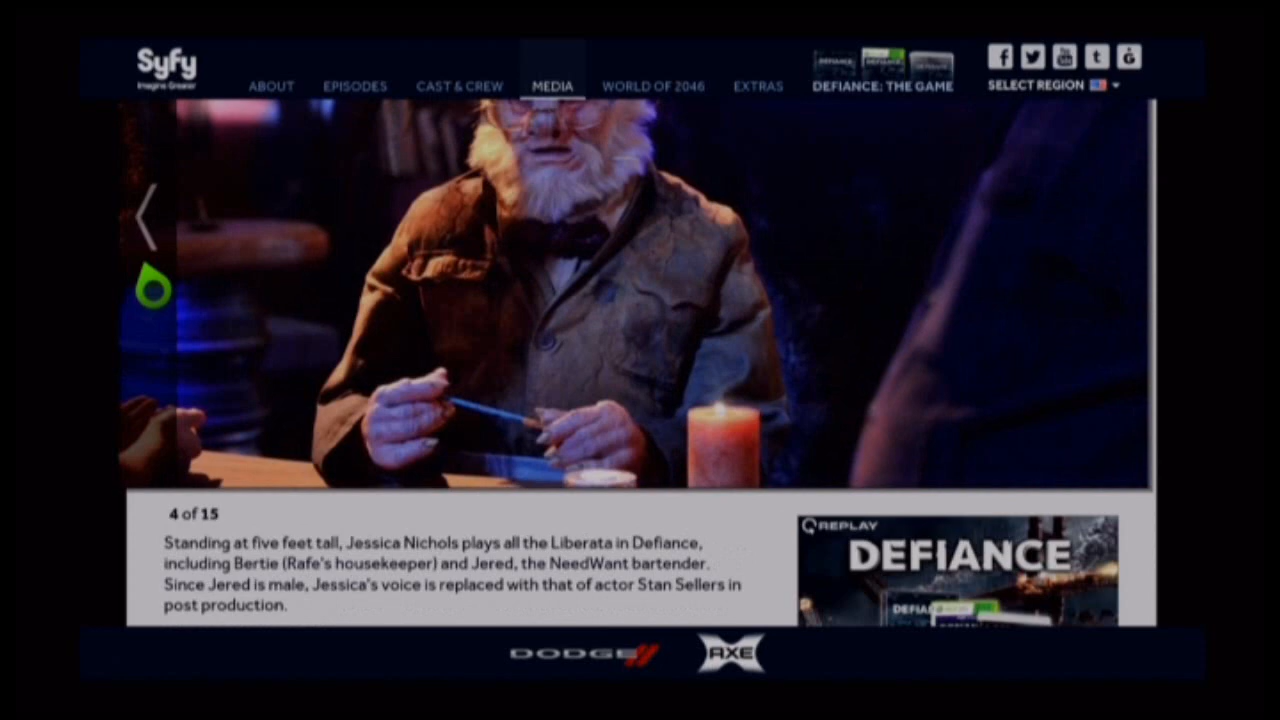 Syfy
Imagine Greater
ABOUT
EPISODES
CAST & CREW
MEDIA
WORLD OF 2046
EXTRAS
DEFIANCE
DEFIANCE
DEFIANCE: THE GAME
SELECT REGION
4 of 15
Standing at five feet tall, Jessica Nichols plays all the Liberata in Defiance,
including Bertie (Rafe's housekeeper) and Jered, the NeedWant bartender.
Since Jered is male, Jessica's voice is replaced with that of actor Stan Sellers in
post production.
REPLAY
DEFIANCE
DODGE
AXE